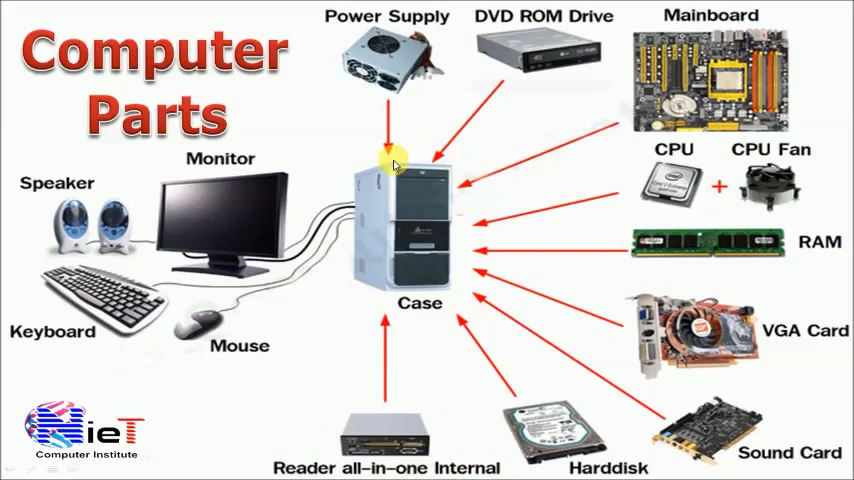 Computer
Parts
Power Supply
DVD ROM Drive
Mainboard
Monitor
Speaker
CPU
CPU Fan
+
RAM
Case
Keyboard
Mouse
VGA Card
NieT
Computer Institute
Reader all-in-one Internal
Harddisk
Sound Card